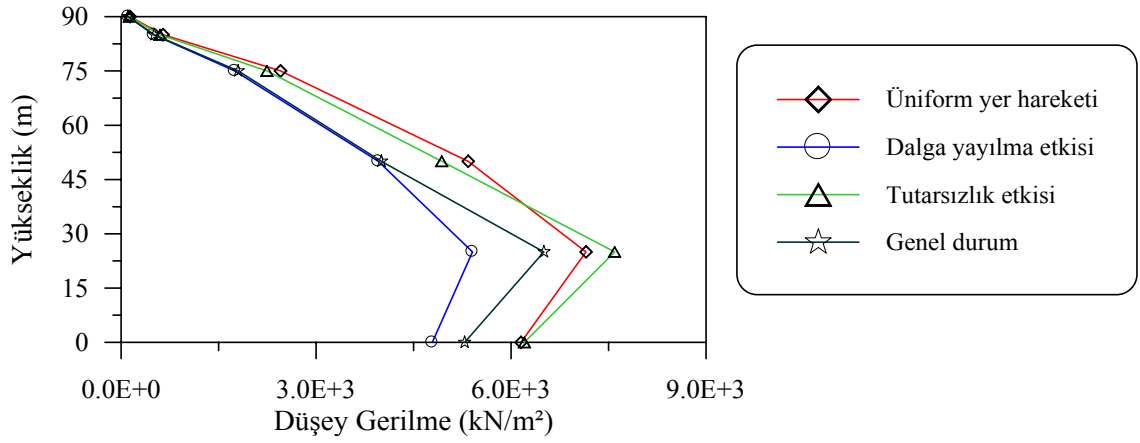 90
75
60
45
30
15
0
Yükseklik (m)
0.0E+0
3.0E+3
6.0E+3
9.0E+3
Düşey Gerilme (kN/m²)
Üniform yer hareketi
Dalga yayılma etkisi
Tutarsızlık etkisi
Genel durum